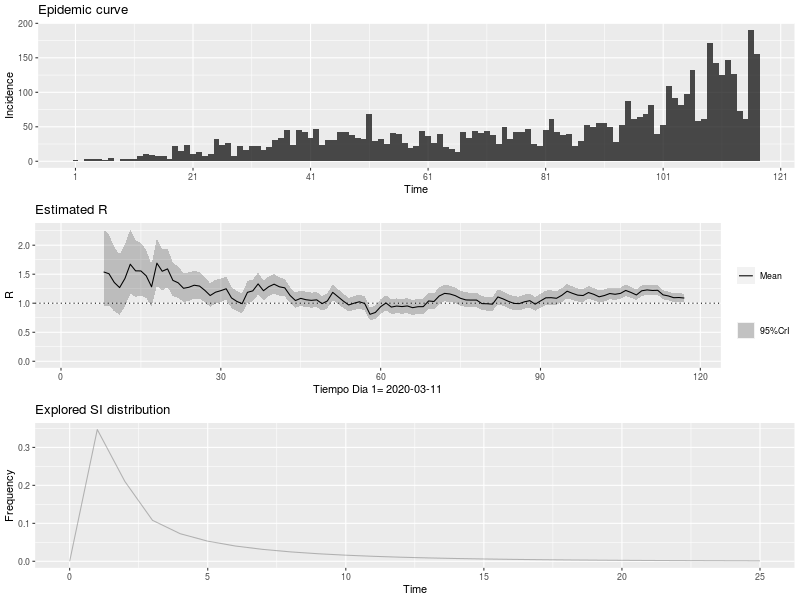 Epidemic curve
200
150
100
50
0
Incidence
1 21 41 61 81 101 121
Time
Estimated R
2.0
1.5
1.0
0.5
0.0
R
0 30 60 90 120
Tiempo Dia 1= 2020-03-11
Mean
95%CrI
Explored SI distribution
0.3
0.2
0.1
0.0
Frequency
0 5 10 15 20 25
Time